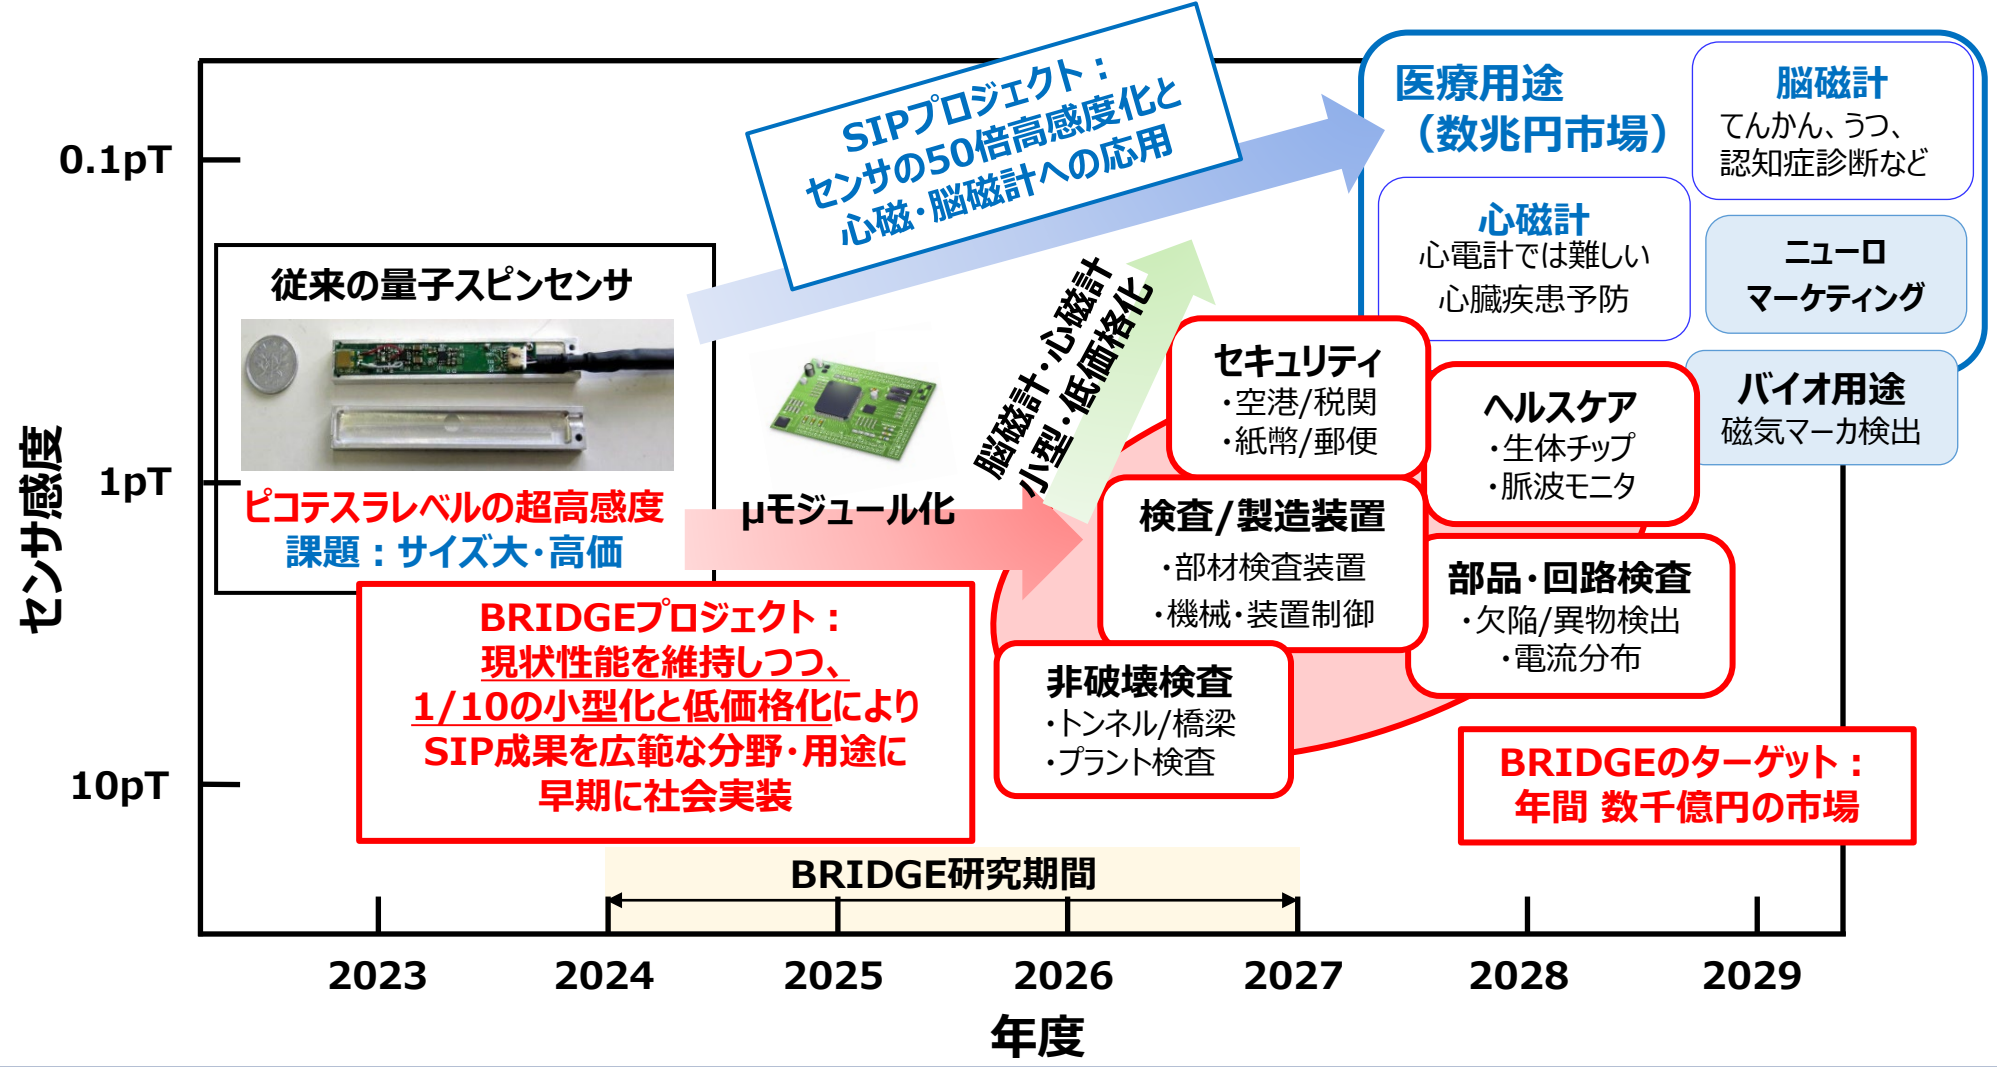 SIPプロジェクト：
センサの50倍高感度化と
心磁・脳磁計への応用
医療用途
（数兆円市場）
脳磁計
てんかん、うつ、
認知症診断など
心磁計
心電計では難しい
心臓疾患予防
ニューロ
マーケティング
バイオ用途
磁気マーカ検出
0.1pT
1pT
10pT
センサ感度
従来の量子スピンセンサ
ピコテスラレベルの超高感度
課題：サイズ大・高価
μモジュール化
脳磁計・心磁計
小型・低価格化
セキュリティ
・空港/税関
・紙幣/郵便
ヘルスケア
・生体チップ
・脈波モニタ
検査/製造装置
・部材検査装置
・機械・装置制御
部品・回路検査
・欠陥/異物検出
・電流分布
非破壊検査
・トンネル/橋梁
・プラント検査
BRIDGEプロジェクト：
現状性能を維持しつつ、
1/10の小型化と低価格化により
SIP成果を広範な分野・用途に
早期に社会実装
BRIDGEのターゲット：
年間 数千億円の市場
BRIDGE研究期間
2023
2024
2025
2026
2027
2028
2029
年度